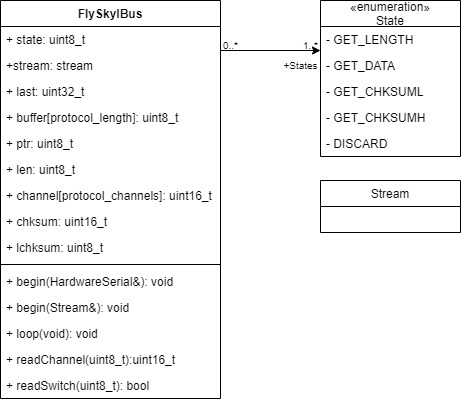 FlySkyIBus
+ state: uint8_t
+stream: stream
+ last: uint32_t
+ buffer[protocol_length]: uint8_t
+ ptr: uint8_t
+ len: uint8_t
+ channel[protocol_channels]: uint16_t
+ chksum: uint16_t
+ lchksum: uint8_t
+ begin(HardwareSerial&): void
+ begin(Stream&): void
+ loop(void): void
+ readChannel(uint8_t):uint16_t
+ readSwitch(uint8_t): bool
0..*
1..*
+States
«enumeration»
State
- GET_LENGTH
- GET_DATA
- GET_CHKSUML
- GET_CHKSUMH
- DISCARD
Stream